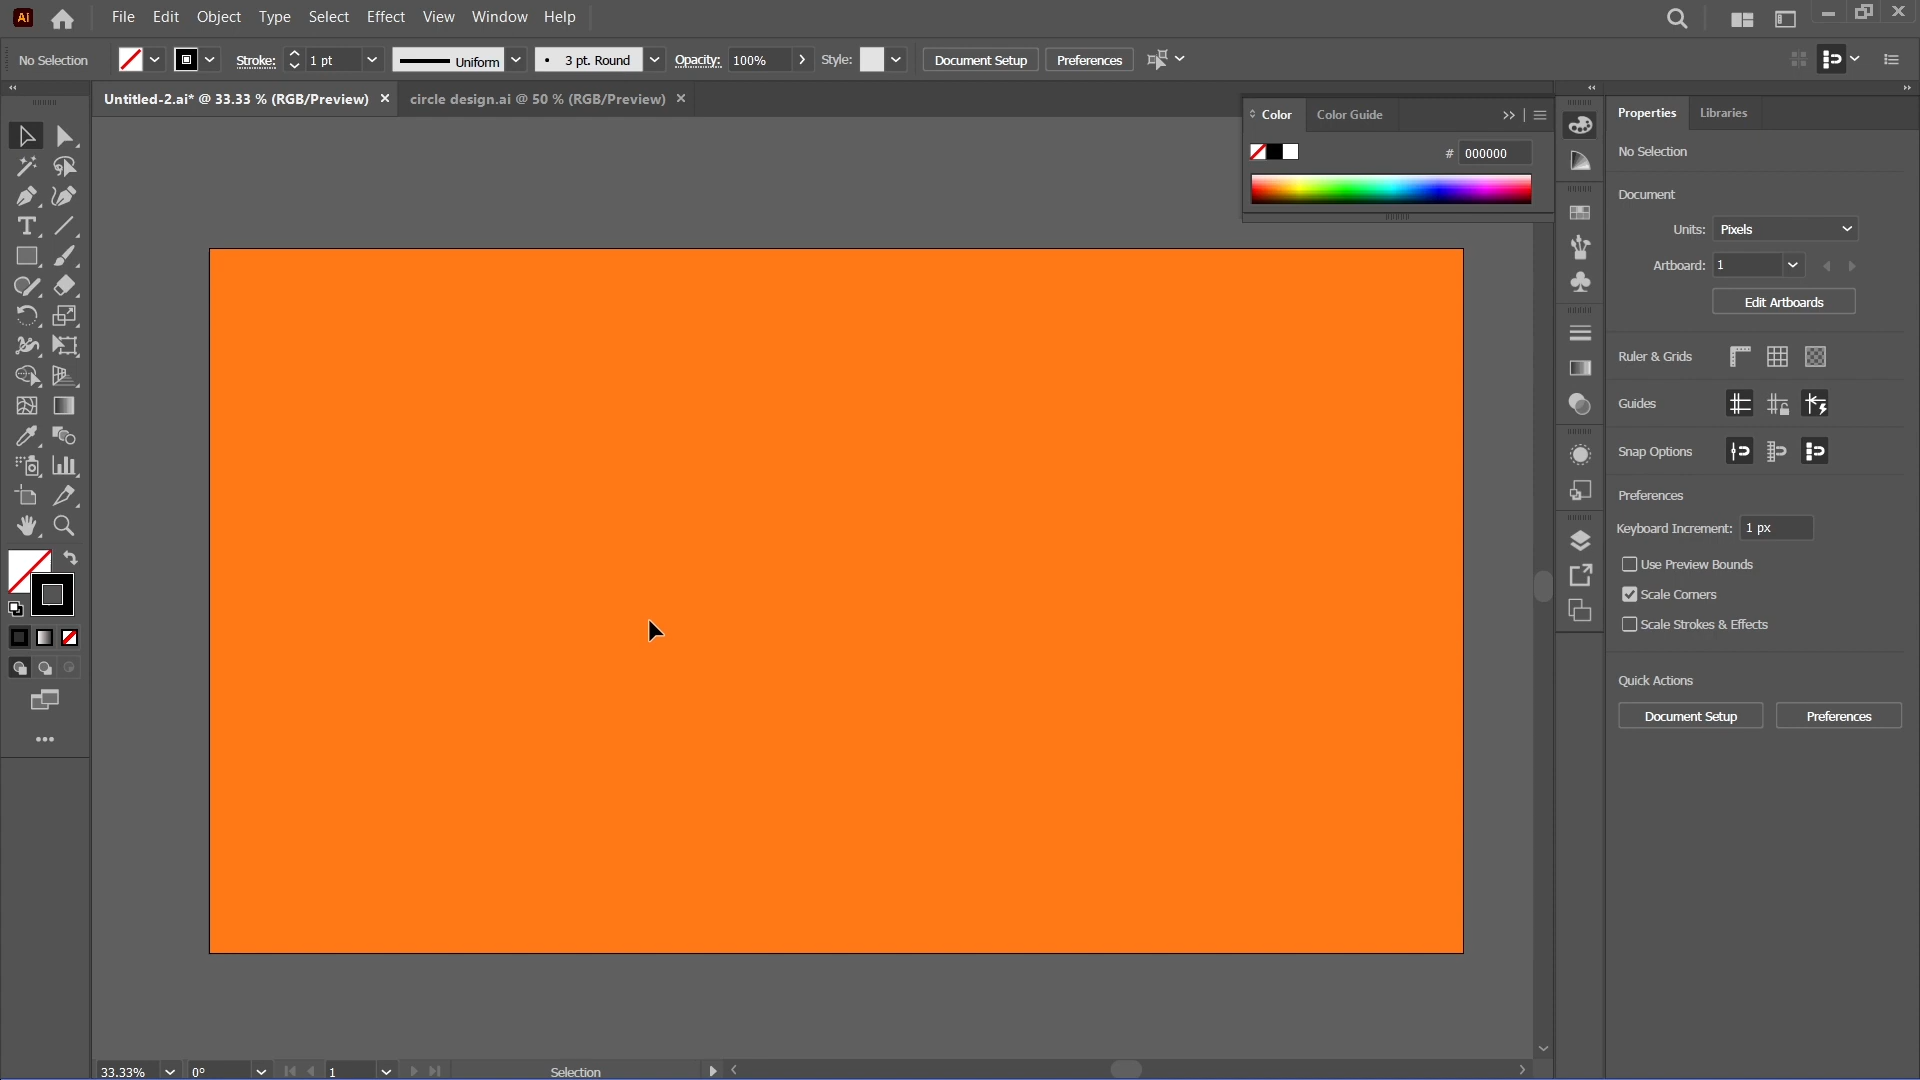 Ai File Edit Object Type Select Effect View Window Help
No Selection Stroke: 1 pt Uniform 3 pt. Round Opacity: 100% Style: Document Setup Preferences
Untitled-2.ai* @ 33.33 % (RGB/Preview) circle design.ai @ 50 % (RGB/Preview)
Color Color Guide
# 000000
Properties Libraries
No Selection
Document
Units: Pixels
Artboard: 1
Edit Artboards
Ruler & Grids
Guides
Snap Options
Preferences
Keyboard Increment: 1 px
Use Preview Bounds
Scale Corners
Scale Strokes & Effects
Quick Actions
Document Setup Preferences
33.33% 0° 1 Selection